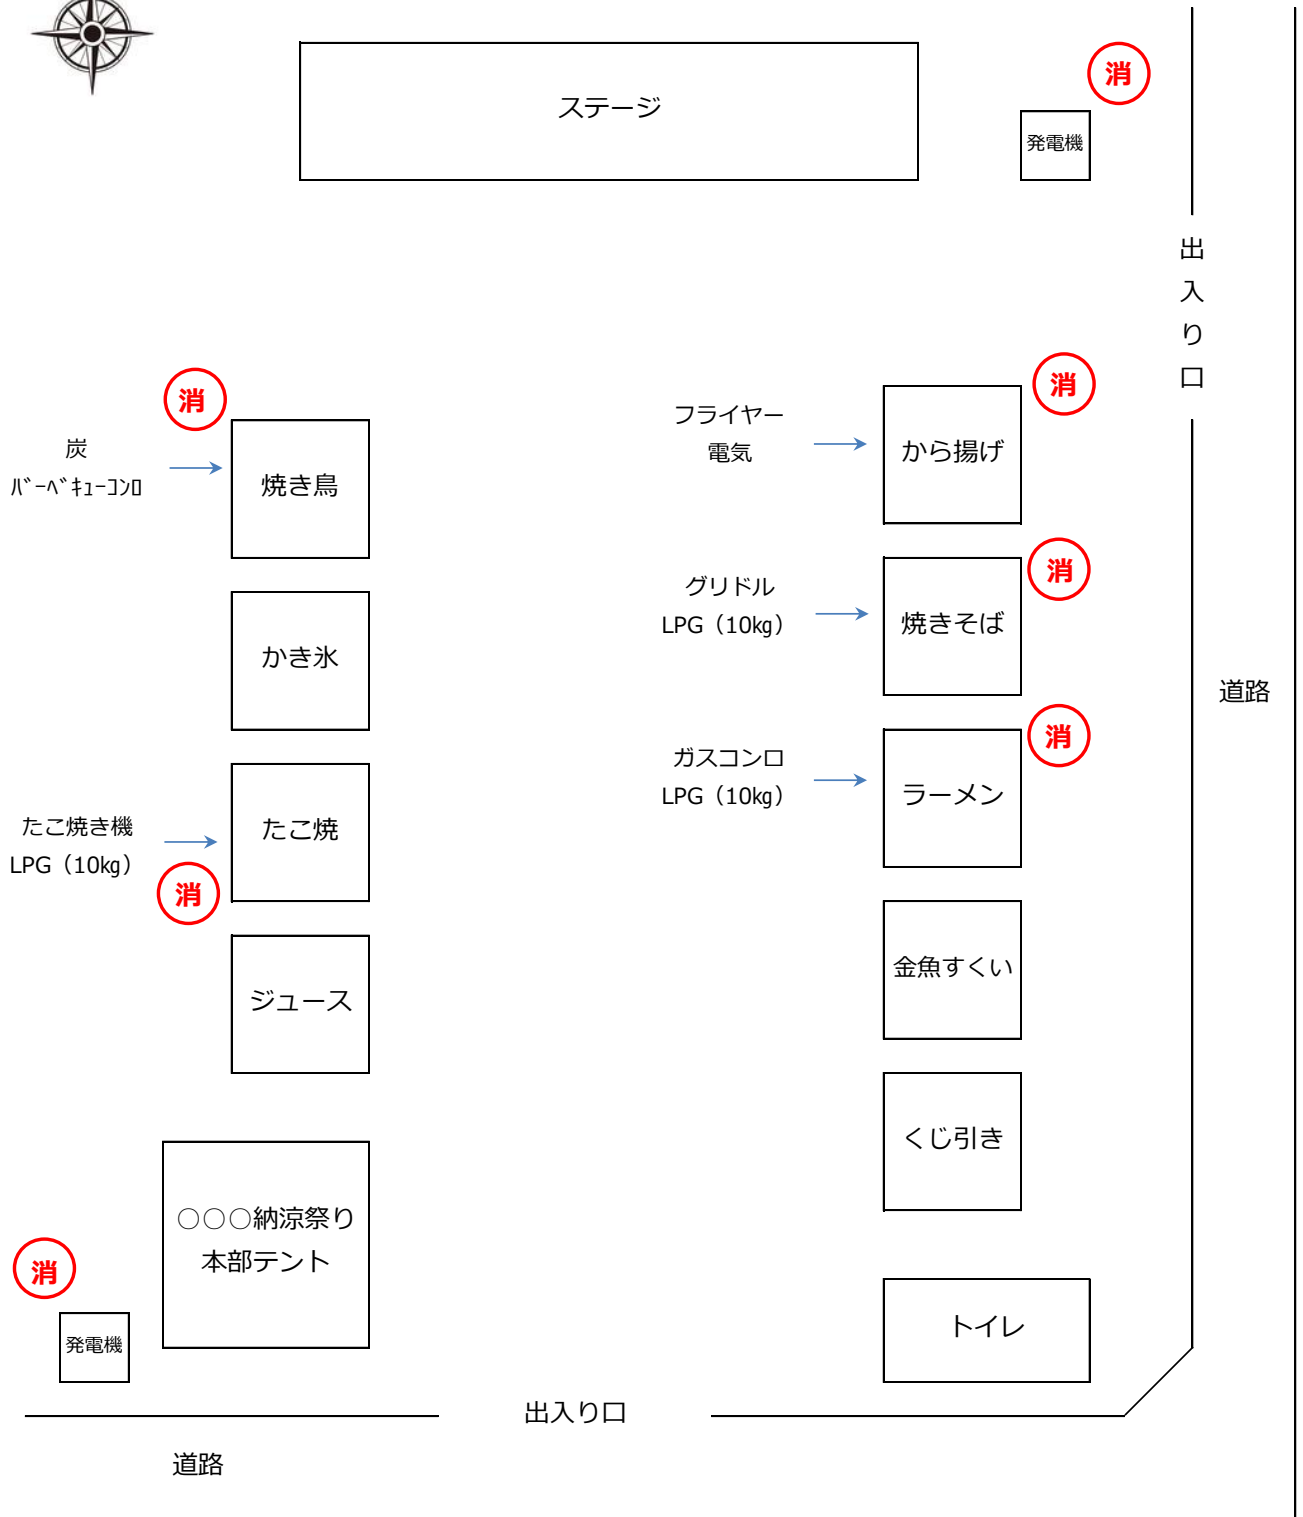 ステージ
消
発電機
出入り口
消
炭
ﾊﾞｰﾍﾞｷｭｰｺﾝﾛ
焼き鳥
かき氷
たこ焼き機
LPG（10㎏）
消
たこ焼
ジュース
フライヤー
電気
から揚げ
消
グリドル
LPG（10㎏）
焼きそば
消
ガスコンロ
LPG（10㎏）
ラーメン
消
金魚すくい
くじ引き
道路
〇〇〇納涼祭り
本部テント
消
発電機
トイレ
出入り口
道路